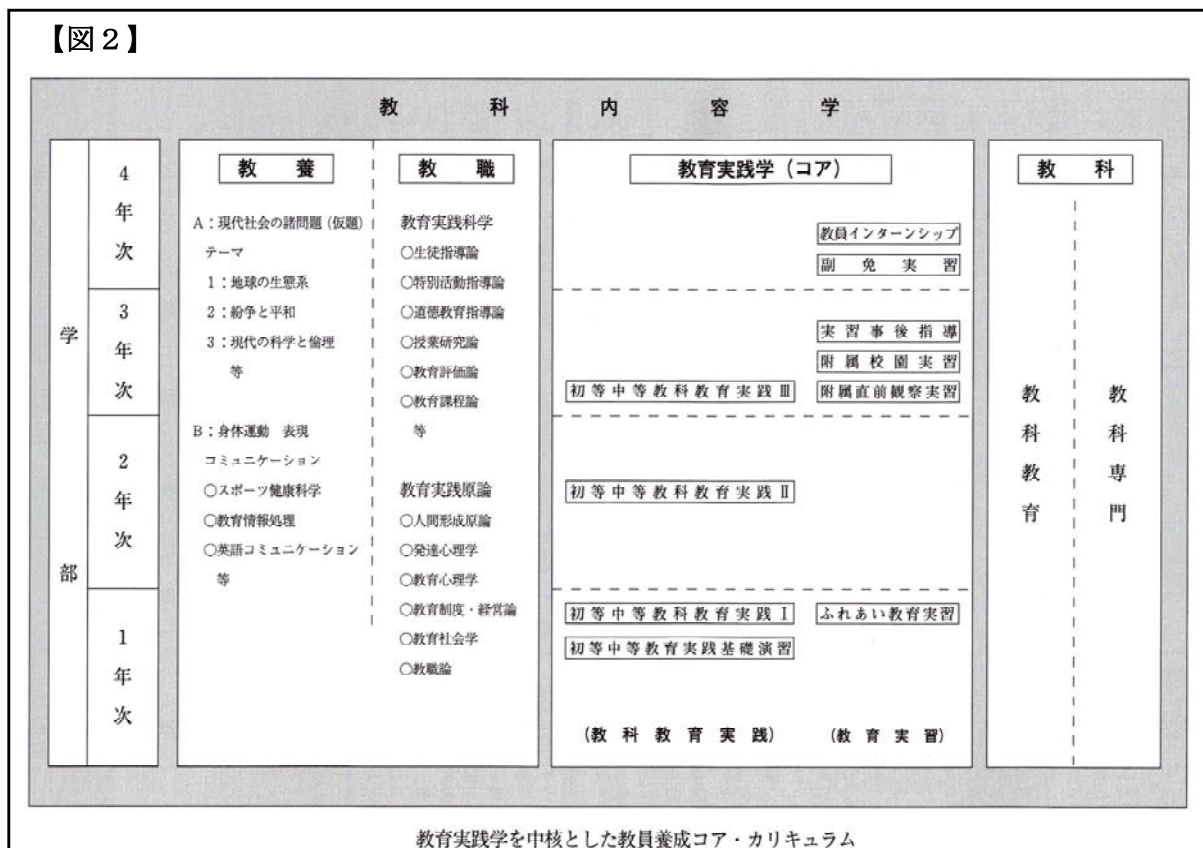 【図2】
教科内容学
学部
4年次
3年次
2年次
1年次
教養
A：現代社会の諸問題(仮題)
テーマ
1：地球の生態系
2：紛争と平和
3：現代の科学と倫理
等
B：身体運動 表現
コミュニケーション
○スポーツ健康科学
○教育情報処理
○英語コミュニケーション
等
教職
教育実践科学
○生徒指導論
○特別活動指導論
○道徳教育指導論
○授業研究論
○教育評価論
○教育課程論
等
教育実践原論
○人間形成原論
○発達心理学
○教育心理学
○教育制度・経営論
○教育社会学
○教職論
教育実践学(コア)
教員インターンシップ
副免実習
実習事後指導
附属校園実習
初等中等教科教育実践Ⅲ 附属直前観察実習
初等中等教科教育実践Ⅱ
初等中等教科教育実践Ⅰ ふれあい教育実習
初等中等教育実践基礎演習
(教科教育実践) (教育実習)
教科
教科教育
教科専門
教育実践学を中核とした教員養成コア・カリキュラム